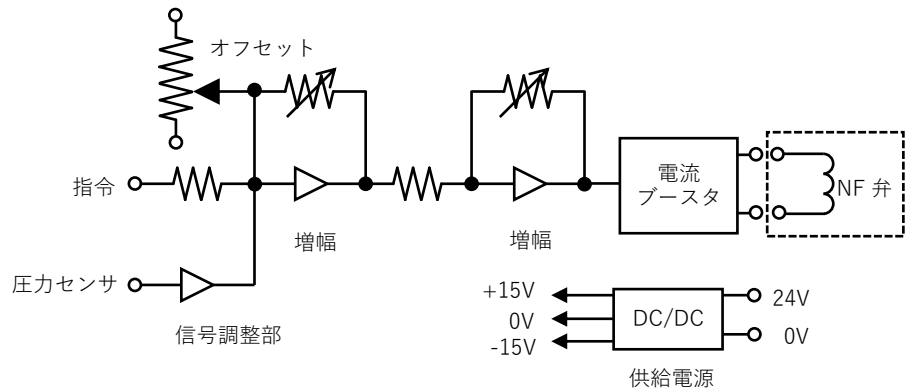 オフセット
指令
増幅
増幅
電流
ブースタ
NF 弁
圧力センサ
信号調整部
+15V
0V
-15V
DC/DC
24V
0V
供給電源